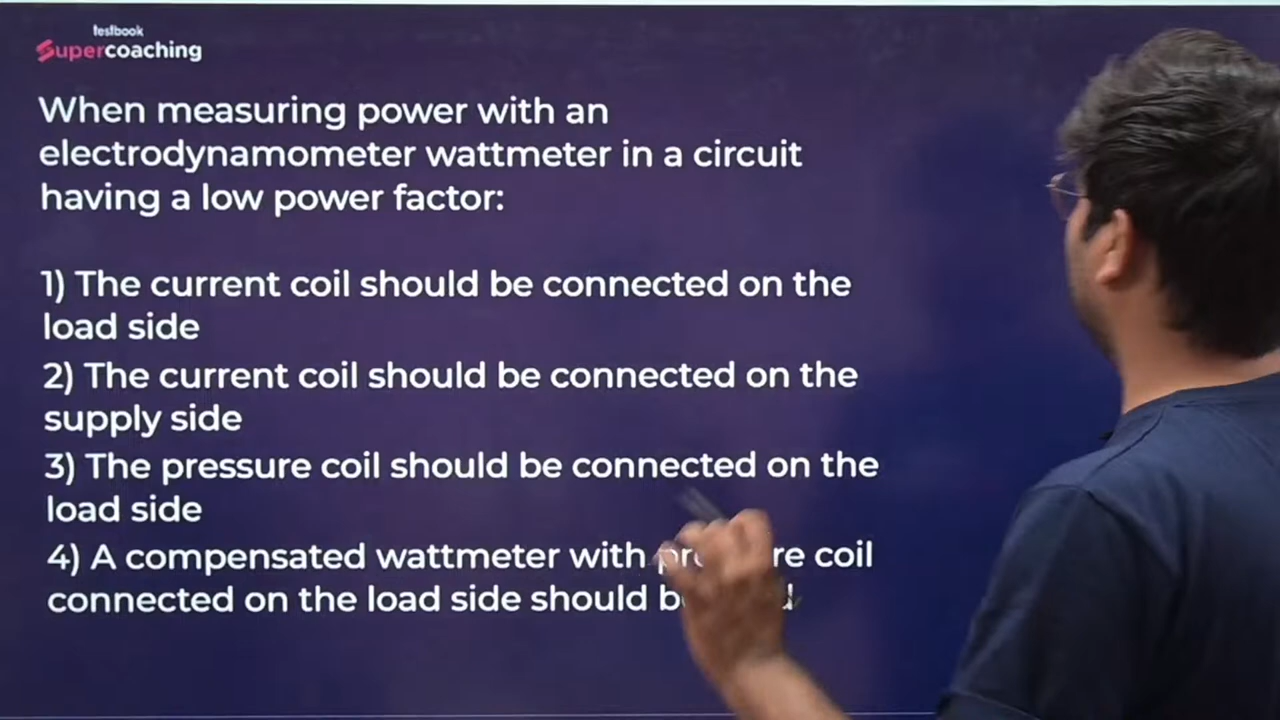 testbook
Supercoaching
When measuring power with an
electrodynamometer wattmeter in a circuit
having a low power factor:
1) The current coil should be connected on the
load side
2) The current coil should be connected on the
supply side
3) The pressure coil should be connected on the
load side
4) A compensated wattmeter with coil
connected on the load side should